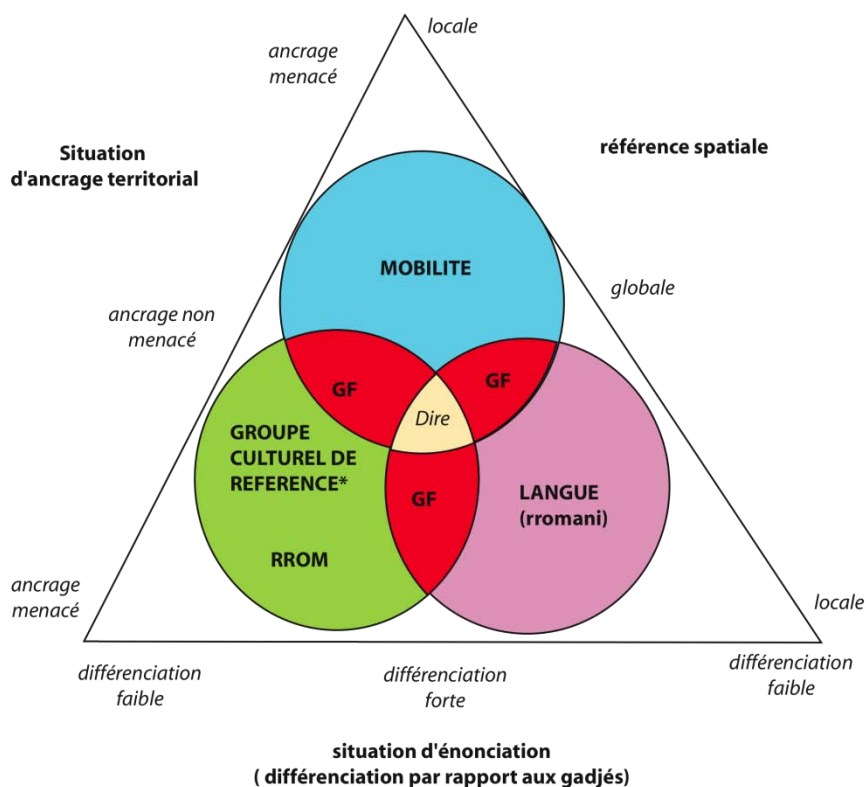 locale
ancrage
menacé
Situation
d'ancrage territorial
référence spatiale
MOBILITE
globale
ancrage non
menacé
GF
GF
Dire
GROUPE
CULTUREL DE
REFERENCE*
GF
LANGUE
(rromani)
RROM
ancrage
menacé
locale
différenciation
faible
différenciation
forte
différenciation
faible
situation d'énonciation
( différenciation par rapport aux gadjés)